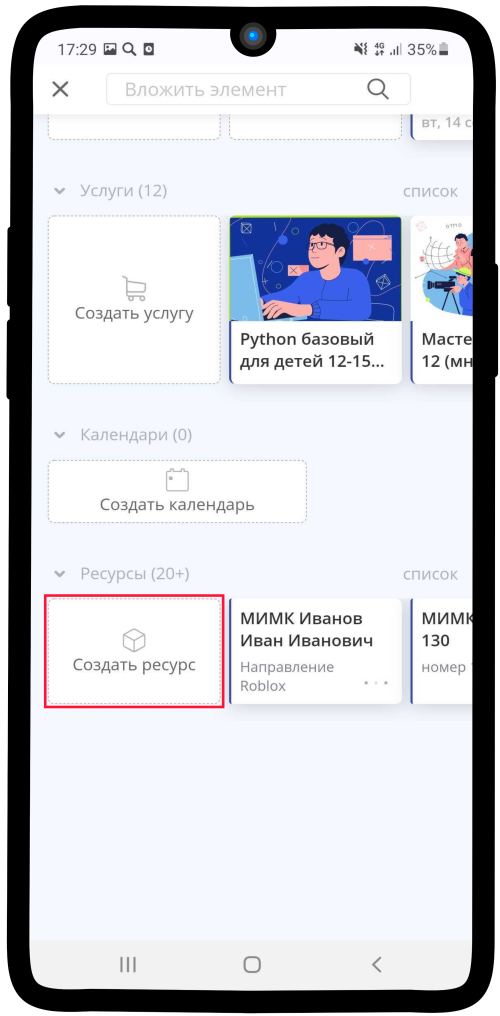 17:29 4G 35%
Вложить элемент
вт, 14
Услуги (12) список
Создать услугу
Python базовый
для детей 12-15...
12 (мн
Календари (0)
Создать календарь
Ресурсы (20+) список
Создать ресурс
МИМК Иванов
Иван Иванович
Направление
Roblox
МИМК
130
номер